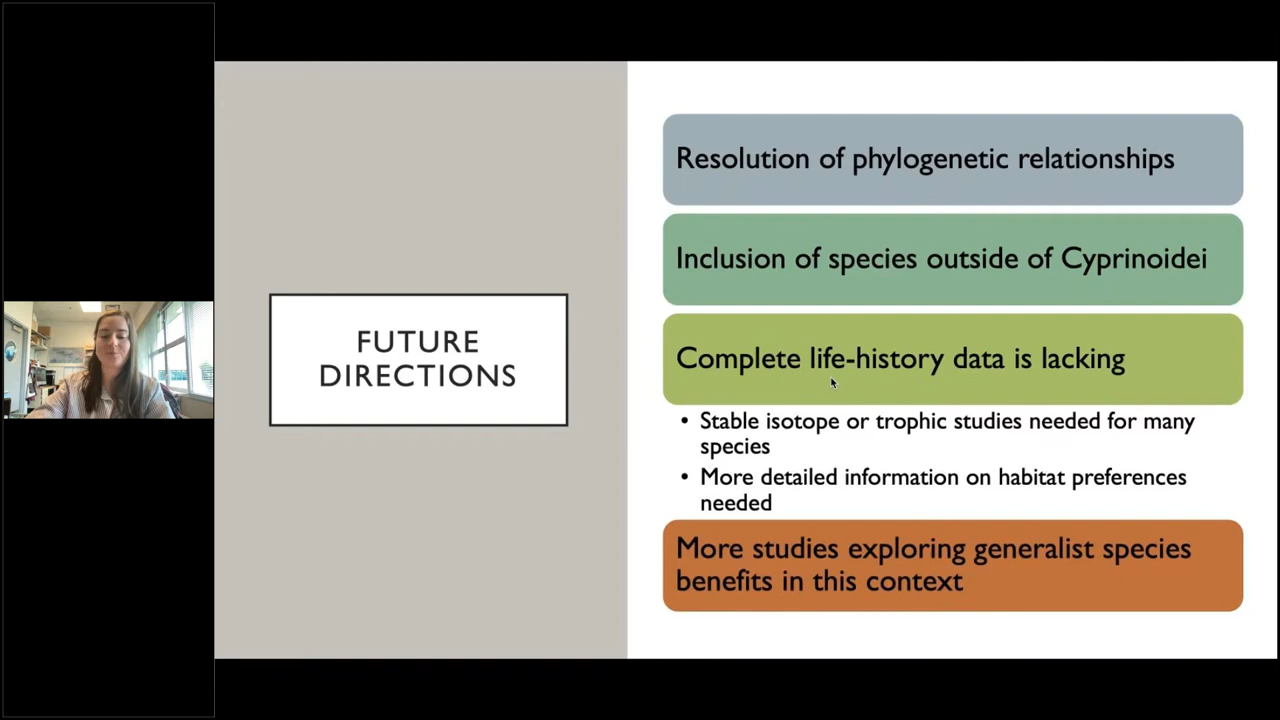 FUTURE
DIRECTIONS
Resolution of phylogenetic relationships
Inclusion of species outside of Cyprinoidei
Complete life-history data is lacking
• Stable isotope or trophic studies needed for many
species
• More detailed information on habitat preferences
needed
More studies exploring generalist species
benefits in this context